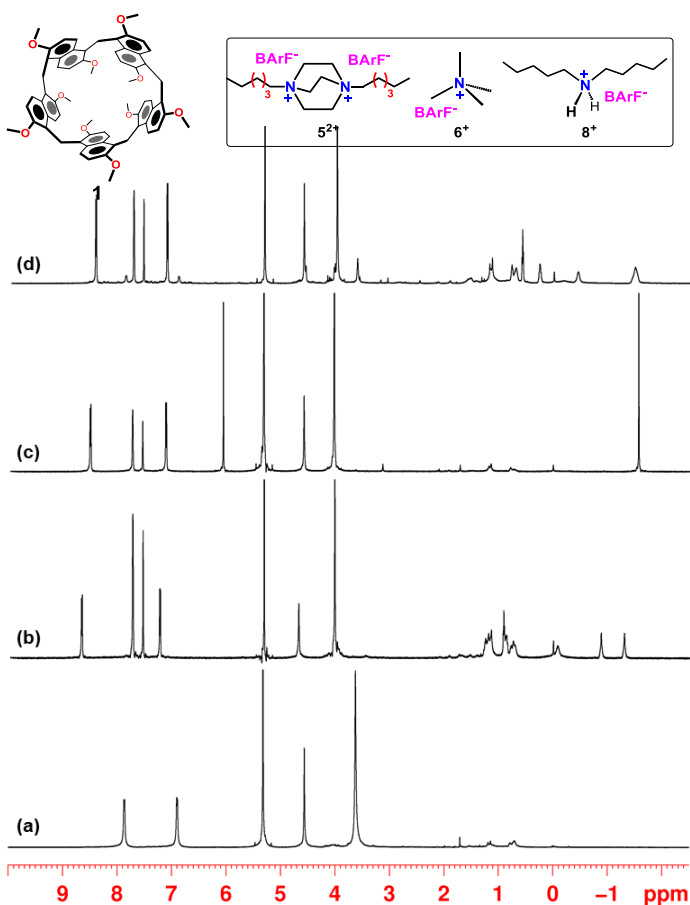 O
O
O
O
O
O
O
O
O
O
1
BArF-
BArF-
N
+
N
+
3
3
5²⁺
N
+
BArF-
6⁺
+
N
H
H
BArF-
8⁺
(d)
(c)
(b)
(a)
9 8 7 6 5 4 3 2 1 0 −1 ppm